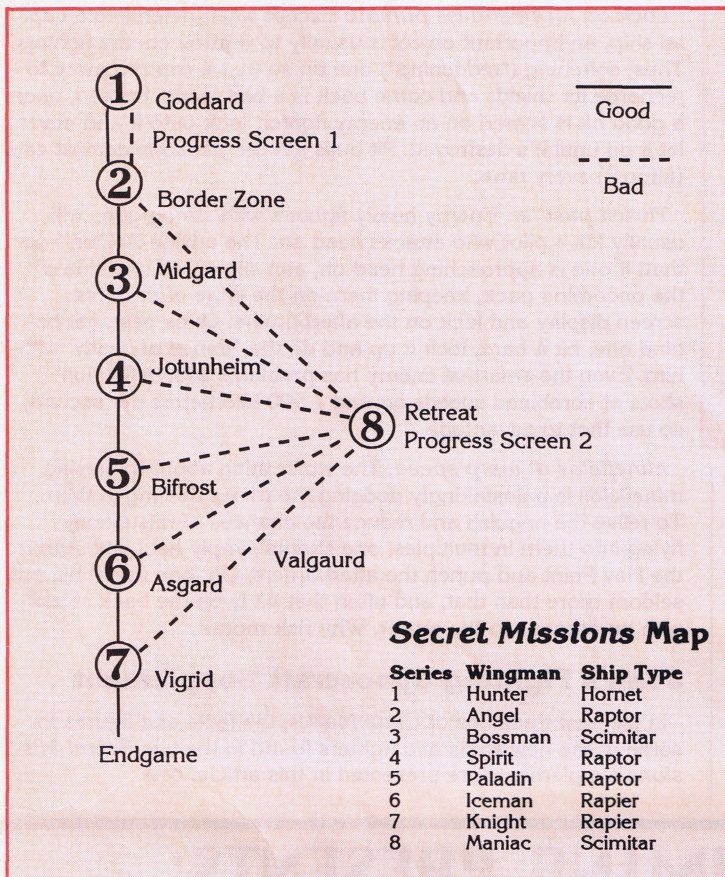 1
Goddard
Progress Screen 1
2
Border Zone
3
Midgard
4
Jotunheim
5
Bifrost
6
Asgard
7
Vigrid
Endgame
8
Retreat
Progress Screen 2
Valgaurd
Good
Bad
Secret Missions Map
Series Wingman Ship Type
1 Hunter Hornet
2 Angel Raptor
3 Bossman Scimitar
4 Spirit Raptor
5 Paladin Raptor
6 Iceman Rapier
7 Knight Rapier
8 Maniac Scimitar